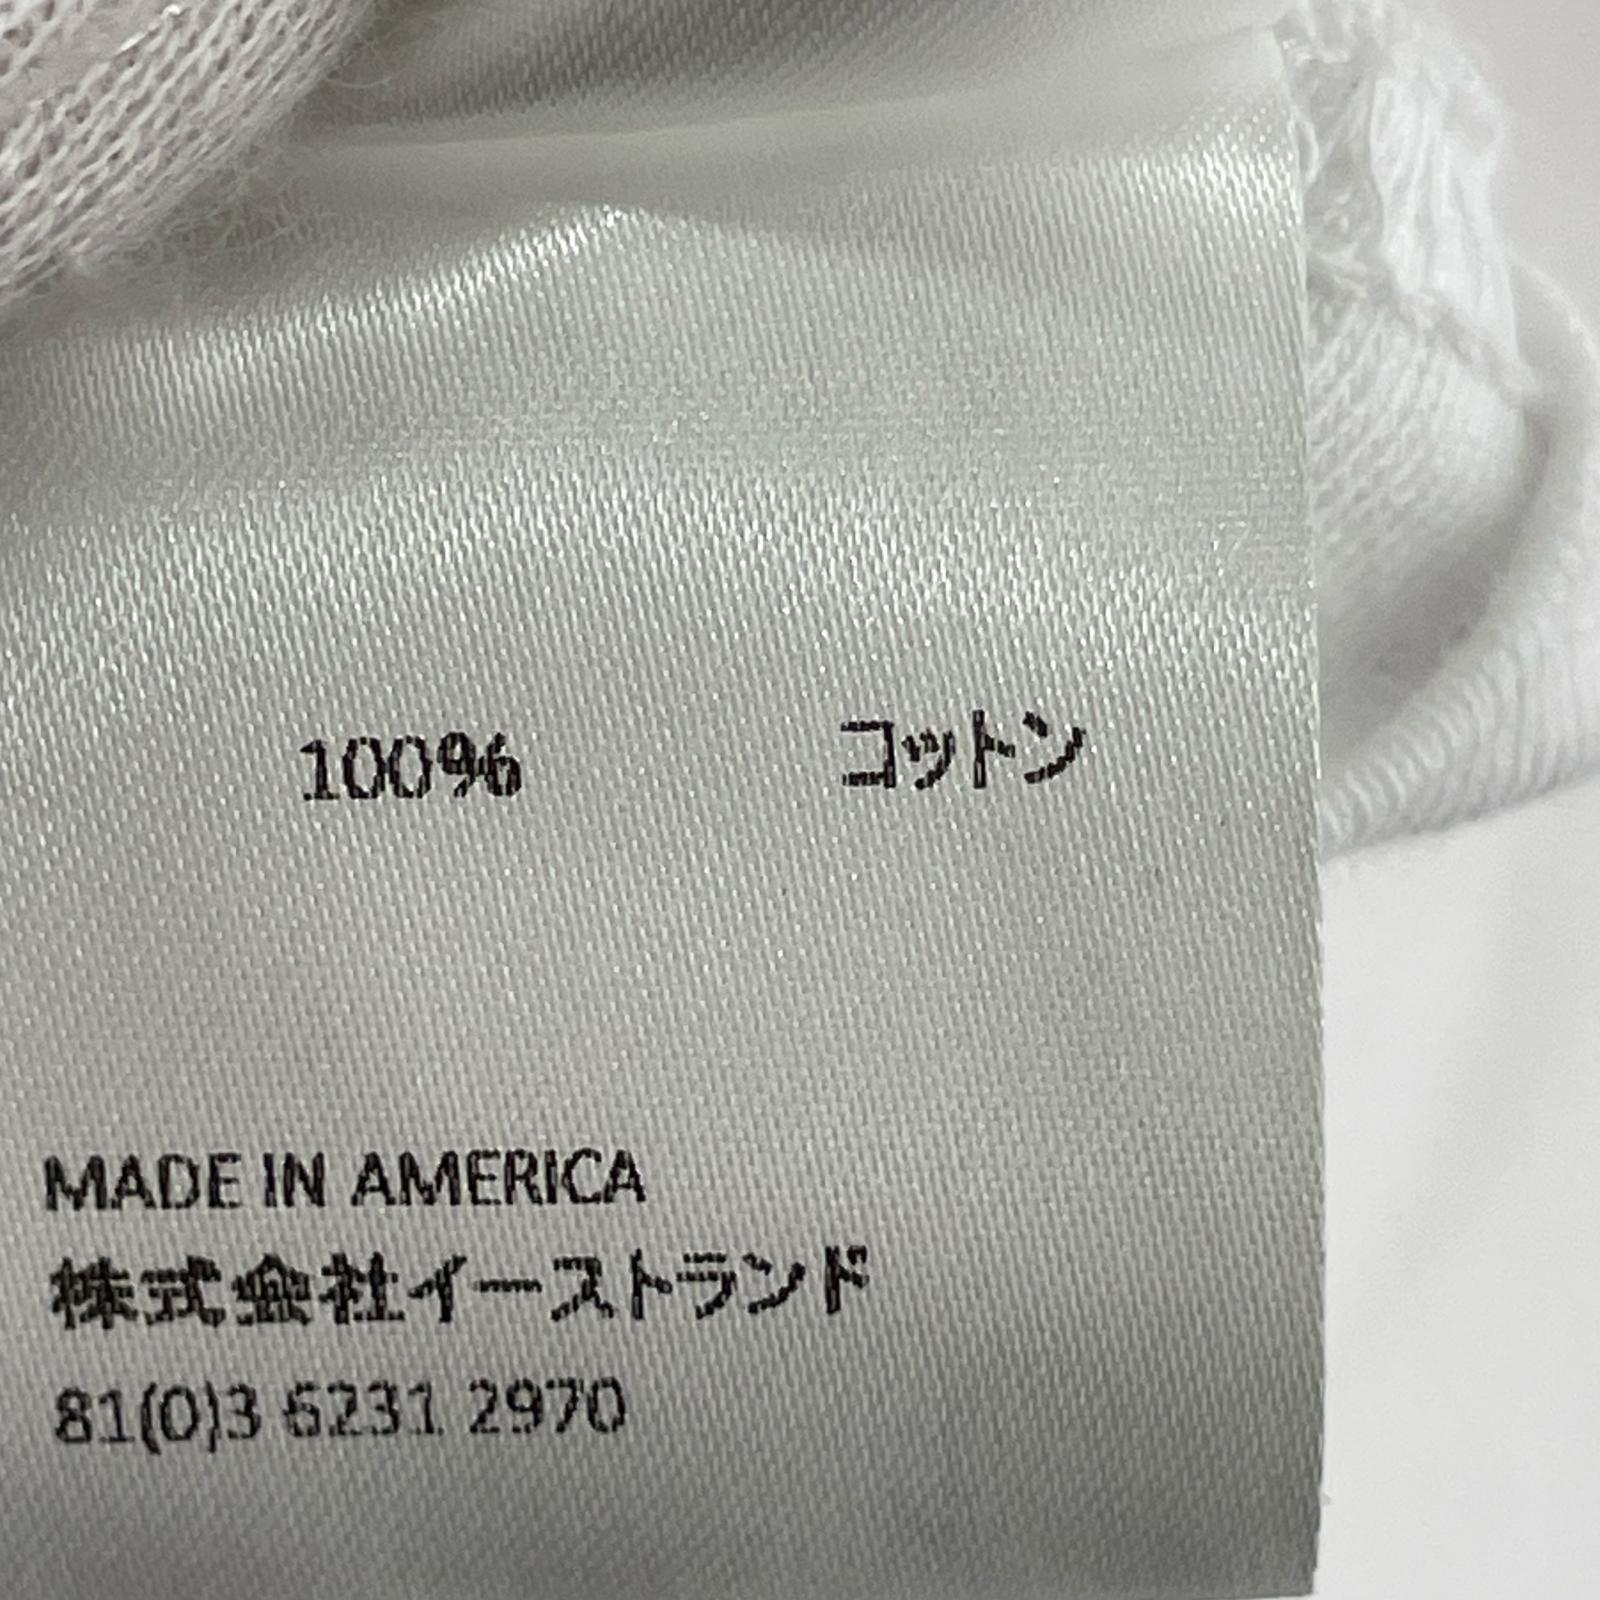 100% コットン
MADE IN AMERICA
株式会社イーストランド
81(0)3 6231 2970